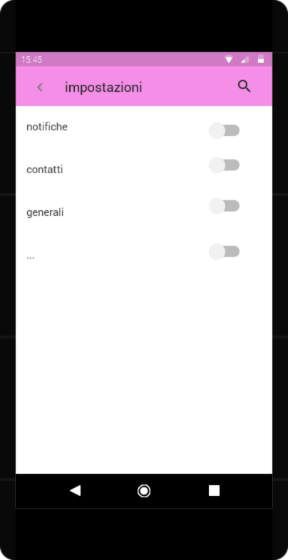 15:45
impostazioni
notifiche
contatti
generali
...